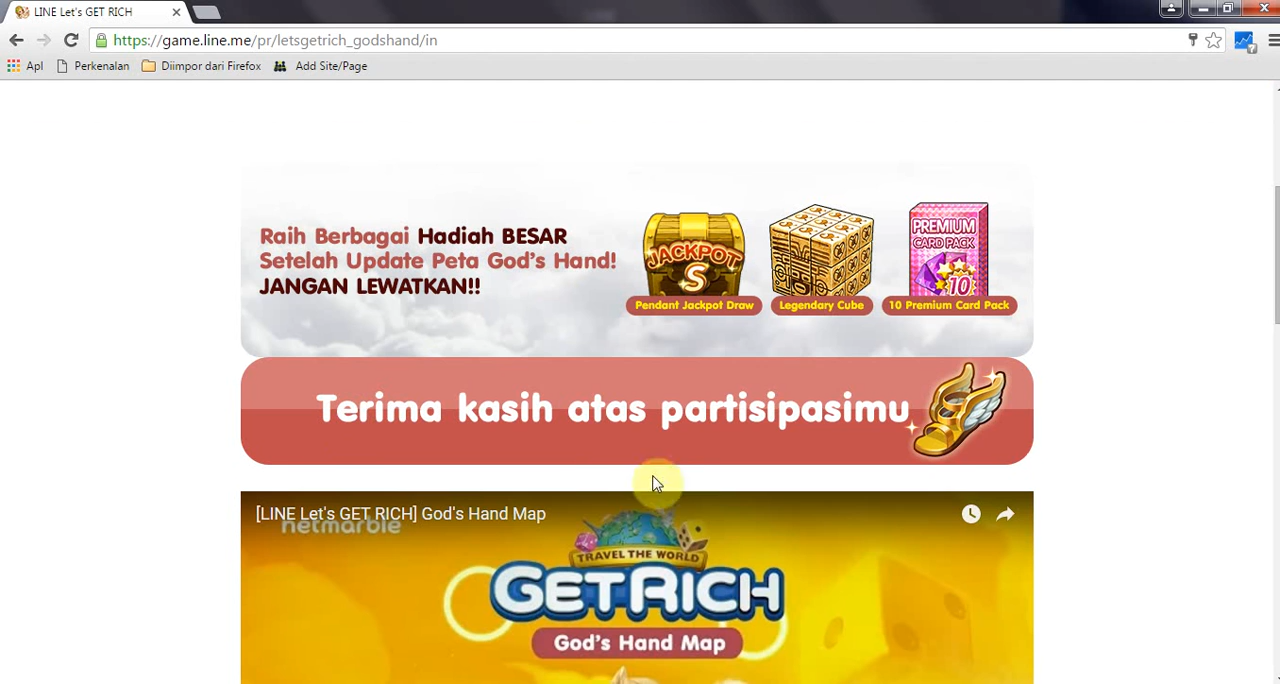 LINE Let's GET RICH
https://game.line.me/pr/letsgetrich_godshand/in
Apl Perkenalan Diimpor dari Firefox Add Site/Page
Raih Berbagai Hadiah BESAR
Setelah Update Peta God's Hand!
JANGAN LEWATKAN!!
JACKPOT
S
Pendant Jackpot Draw
Legendary Cube
PREMIUM
CARD PACK
10
10 Premium Card Pack
Terima kasih atas partisipasimu
[LINE Let's GET RICH] God's Hand Map
netmarble
TRAVEL THE WORLD
GETRICH
God's Hand Map